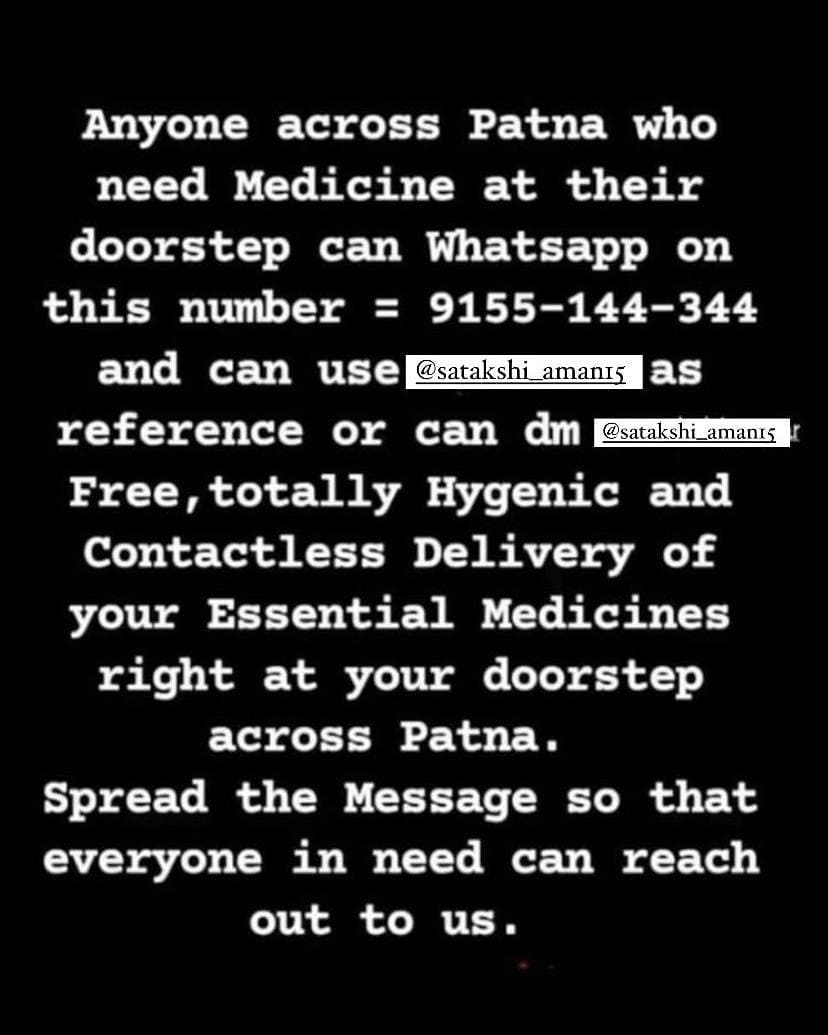 Anyone across Patna who
need Medicine at their
doorstep can Whatsapp on
this number = 9155-144-344
and can use @satakshi_aman15 as
reference or can dm @satakshi_aman15 r
Free,totally Hygenic and
Contactless Delivery of
your Essential Medicines
right at your doorstep
across Patna.
Spread the Message so that
everyone in need can reach
out to us.